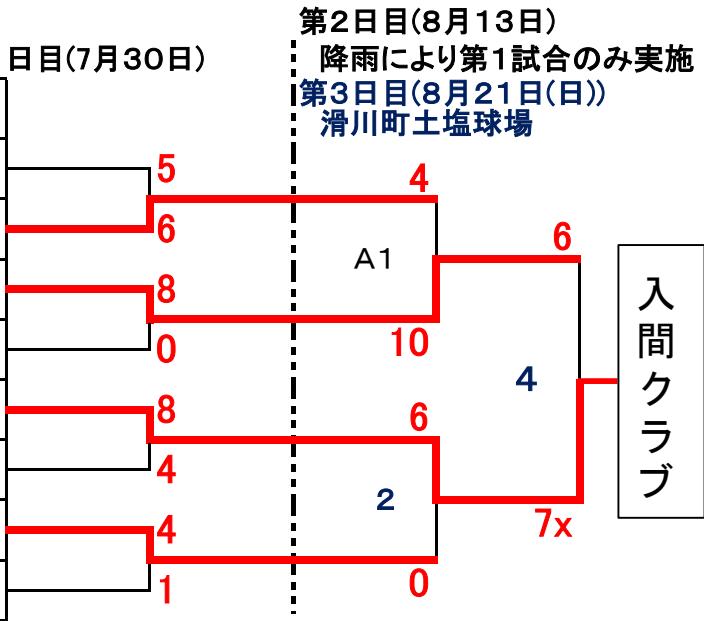 第2日目(8月13日)
日目(7月30日)
降雨により第1試合のみ実施
第3日目(8月21日(日))
滑川町土塩球場
5
4
6
6
A1
8
入間クラブ
0
10
4
8
6
4
2
4
7x
1
0